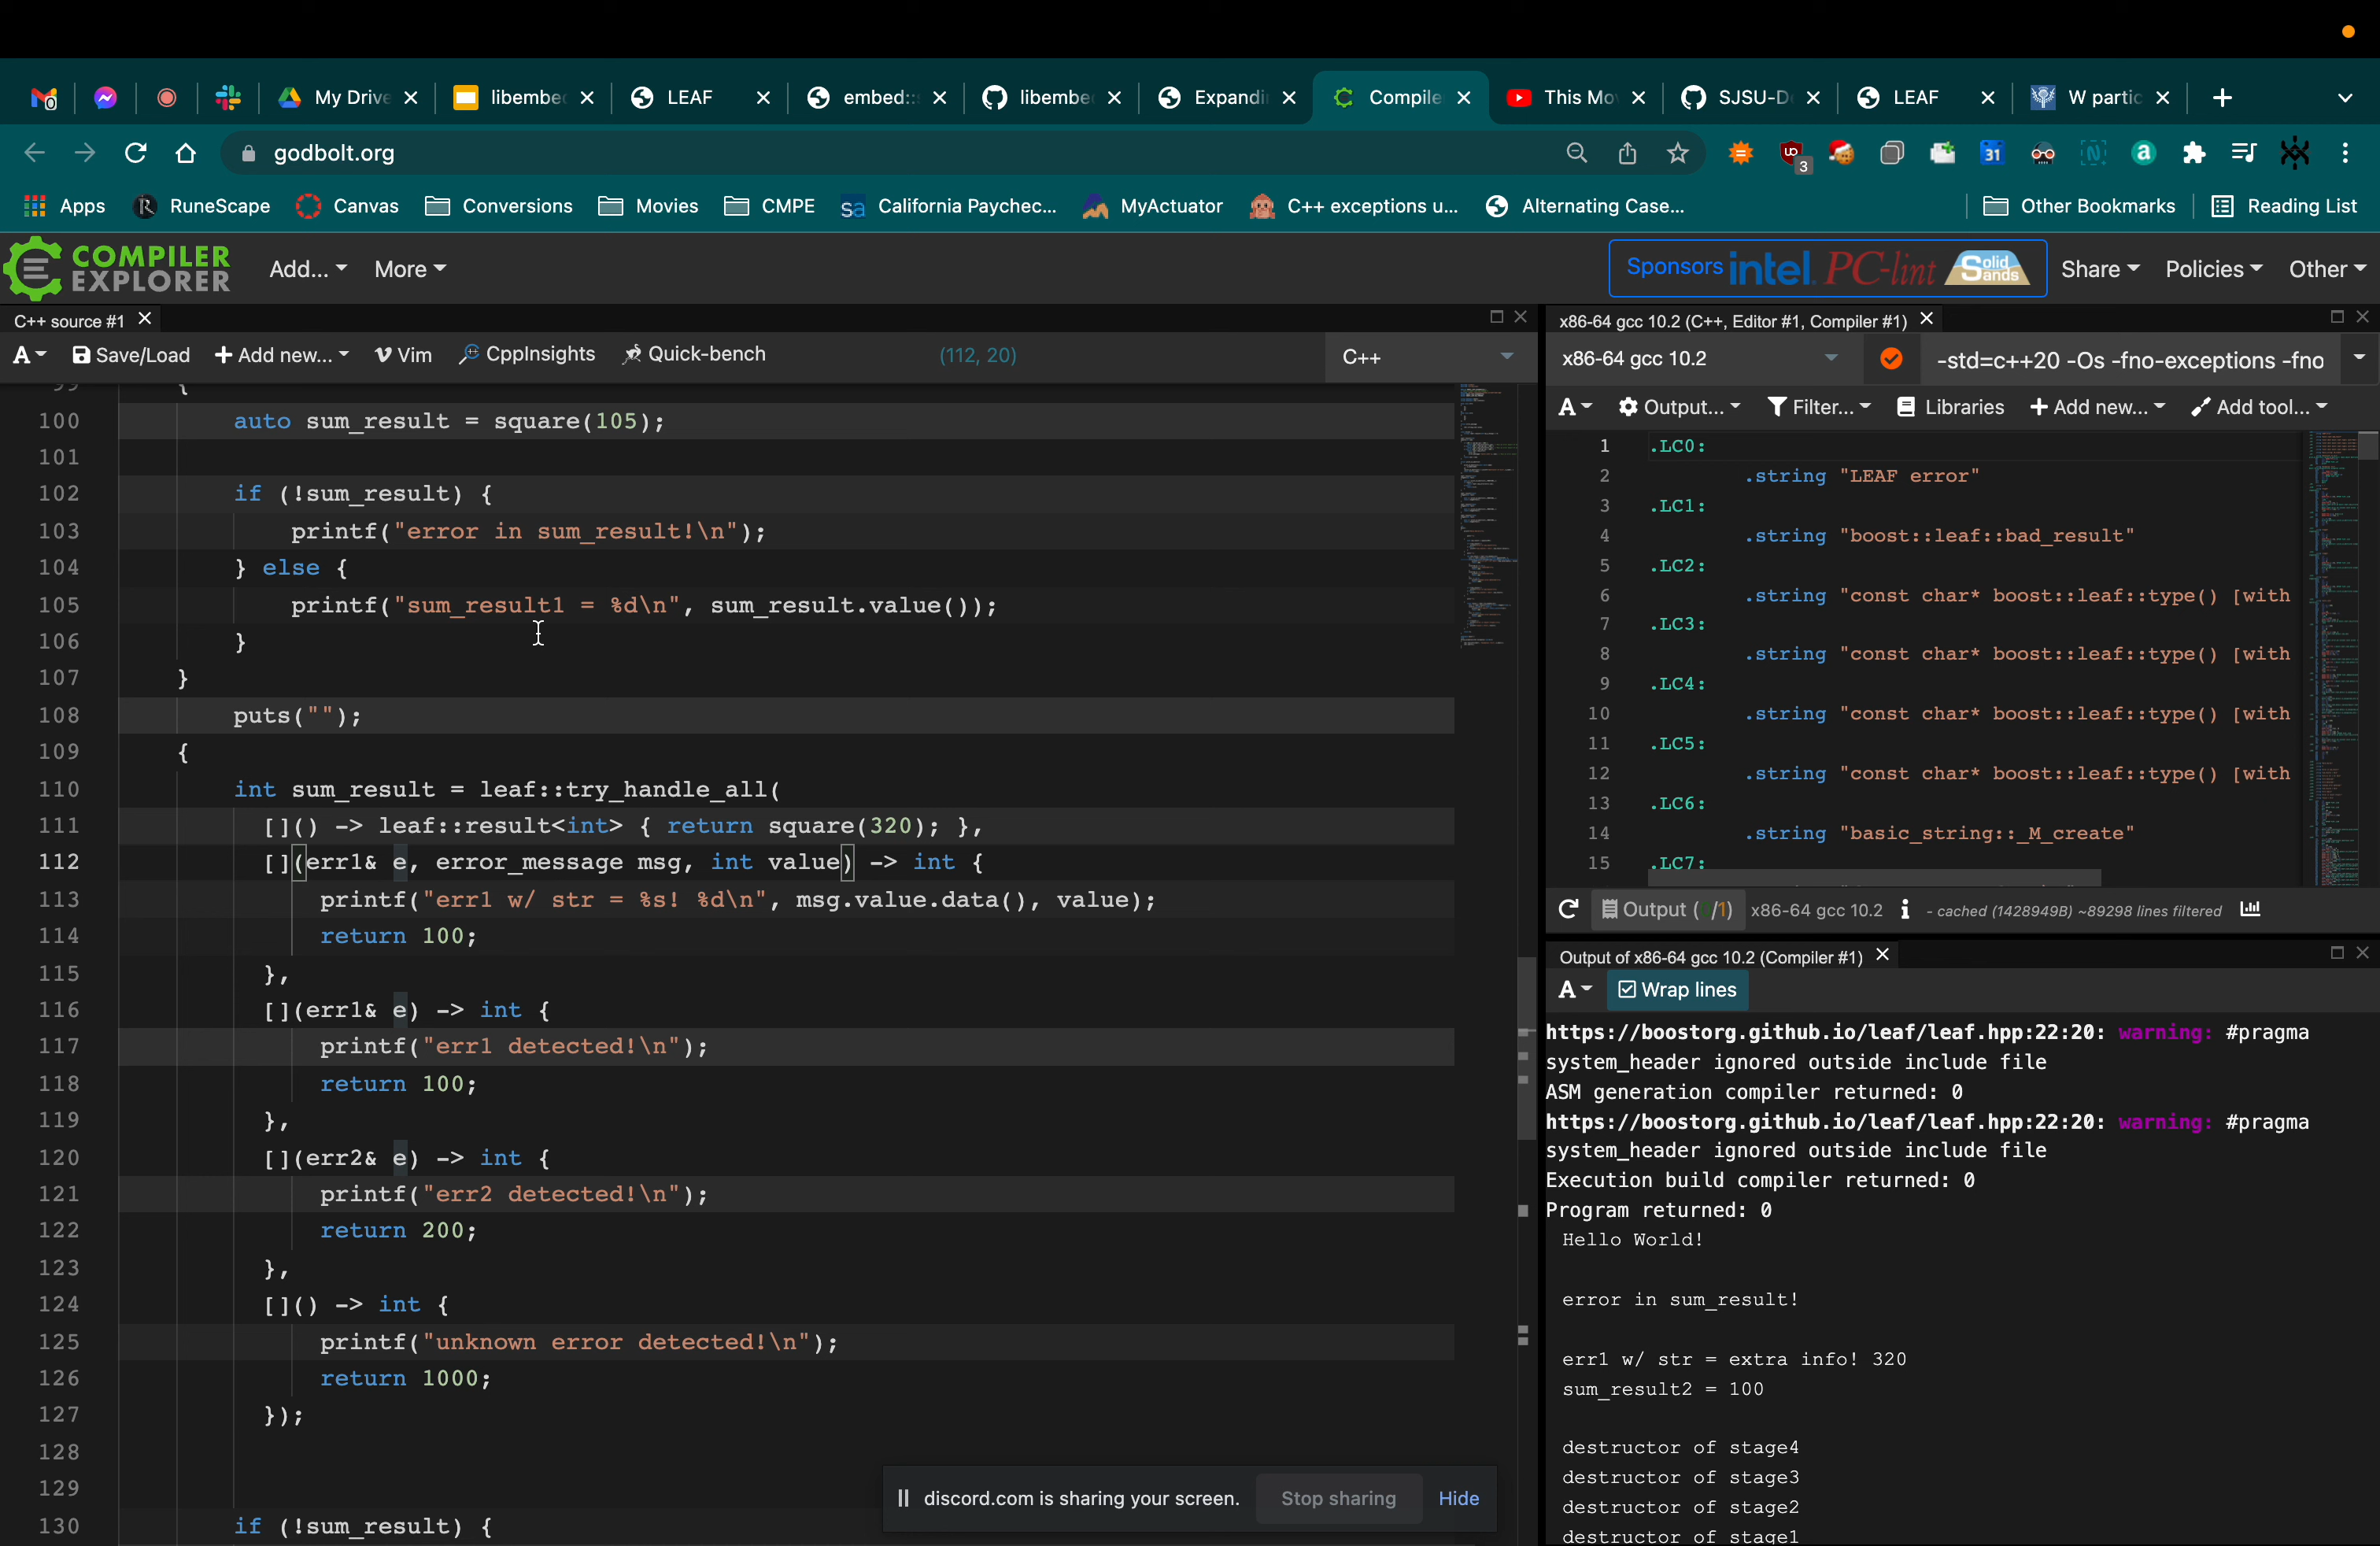 My Drive
libembe
LEAF
embed::
libembe
Expandi
Compile
This Mo
SJSU-D
LEAF
W partic
godbolt.org
3
31
Apps
RuneScape
Canvas
Conversions
Movies
CMPE
sa California Paychec...
MyActuator
C++ exceptions u...
Alternating Case...
Other Bookmarks
Reading List
COMPILER
EXPLORER
Add...
More
Sponsors intel. PC-lint Solid Sands
Share
Policies
Other
C++ source #1
A
Save/Load
+ Add new...
Vim
CppInsights
Quick-bench
(112, 20)
C++
99 {
100 auto sum_result = square(105);
101
102 if (!sum_result) {
103 printf("error in sum_result!\n");
104 } else {
105 printf("sum_result1 = %d\n", sum_result.value());
106 }
107 }
108 puts("");
109 {
110 int sum_result = leaf::try_handle_all(
111 []() -> leaf::result<int> { return square(320); },
112 [](err1& e, error_message msg, int value) -> int {
113 printf("err1 w/ str = %s! %d\n", msg.value.data(), value);
114 return 100;
115 },
116 [](err1& e) -> int {
117 printf("err1 detected!\n");
118 return 100;
119 },
120 [](err2& e) -> int {
121 printf("err2 detected!\n");
122 return 200;
123 },
124 []() -> int {
125 printf("unknown error detected!\n");
126 return 1000;
127 });
128
129
130 if (!sum_result) {
discord.com is sharing your screen.
Stop sharing
Hide
x86-64 gcc 10.2 (C++, Editor #1, Compiler #1)
x86-64 gcc 10.2
-std=c++20 -Os -fno-exceptions -fno
A
Output...
Filter...
Libraries
+ Add new...
Add tool...
1 .LC0:
2 .string "LEAF error"
3 .LC1:
4 .string "boost::leaf::bad_result"
5 .LC2:
6 .string "const char* boost::leaf::type() [with
7 .LC3:
8 .string "const char* boost::leaf::type() [with
9 .LC4:
10 .string "const char* boost::leaf::type() [with
11 .LC5:
12 .string "const char* boost::leaf::type() [with
13 .LC6:
14 .string "basic_string::_M_create"
15 .LC7:
Output (0/1) x86-64 gcc 10.2 i - cached (1428949B) ~89298 lines filtered
Output of x86-64 gcc 10.2 (Compiler #1)
A
Wrap lines
https://boostorg.github.io/leaf/leaf.hpp:22:20: warning: #pragma
system_header ignored outside include file
ASM generation compiler returned: 0
https://boostorg.github.io/leaf/leaf.hpp:22:20: warning: #pragma
system_header ignored outside include file
Execution build compiler returned: 0
Program returned: 0
Hello World!
error in sum_result!
err1 w/ str = extra info! 320
sum_result2 = 100
destructor of stage4
destructor of stage3
destructor of stage2
destructor of stage1